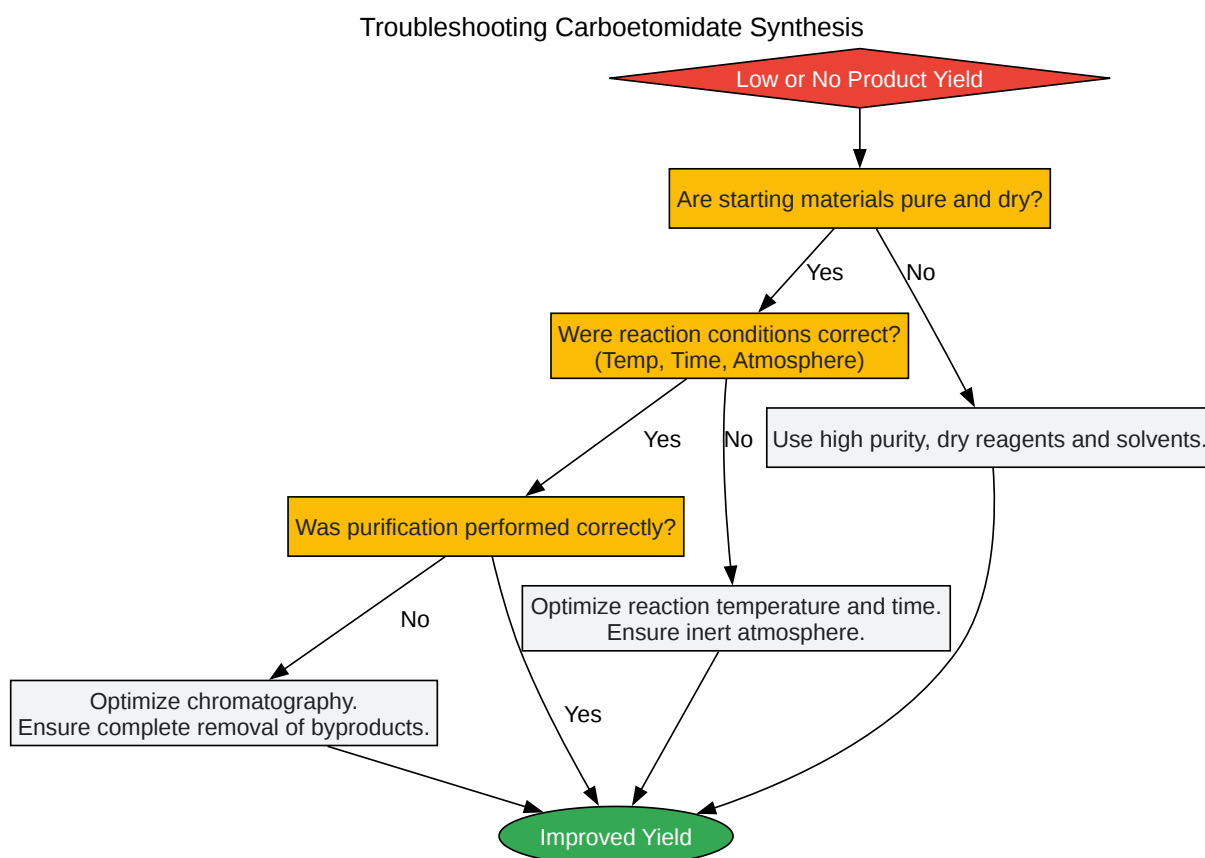 Troubleshooting Carboetomidate Synthesis
Low or No Product Yield
Are starting materials pure and dry?
Yes
No
Were reaction conditions correct?
(Temp, Time, Atmosphere)
Yes
No
Use high purity, dry reagents and solvents.
Was purification performed correctly?
No
Yes
Optimize reaction temperature and time.
Ensure inert atmosphere.
Optimize chromatography.
Ensure complete removal of byproducts.
Improved Yield